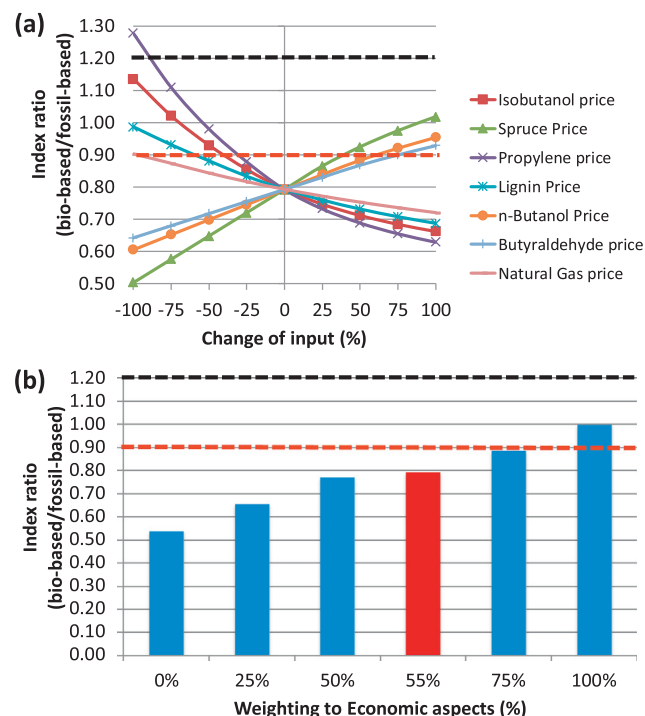 (a)
Index ratio
(bio-based/fossil-based)
1.30
1.20
1.10
1.00
0.90
0.80
0.70
0.60
0.50
-100 -75 -50 -25 0 25 50 75 100
Change of input (%)
Isobutanol price
Spruce Price
Propylene price
Lignin Price
n-Butanol Price
Butyraldehyde price
Natural Gas price
(b)
Index ratio
(bio-based/fossil-based)
1.20
1.10
1.00
0.90
0.80
0.70
0.60
0.50
0.40
0.30
0.20
0.10
0.00
0% 25% 50% 55% 75% 100%
Weighting to Economic aspects (%)